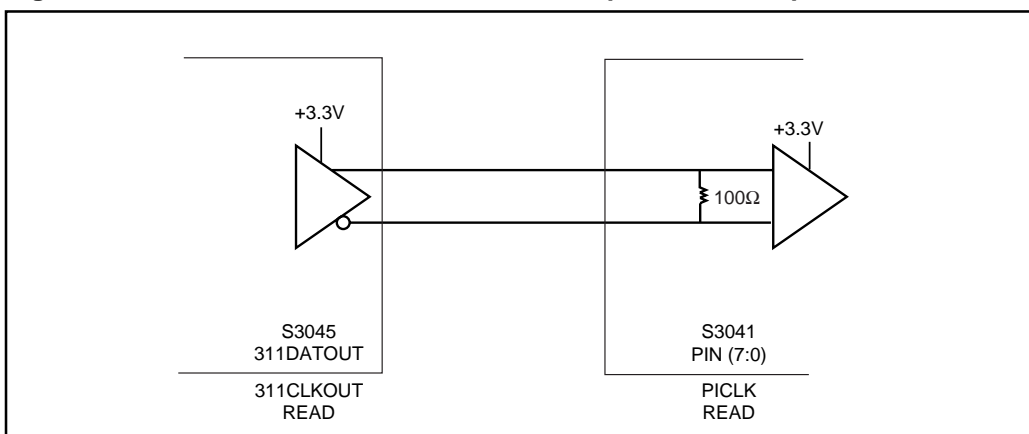 +3.3V
+3.3V
100Ω
S3045
311DATOUT
S3041
PIN (7:0)
311CLKOUT
READ
PICLK
READ